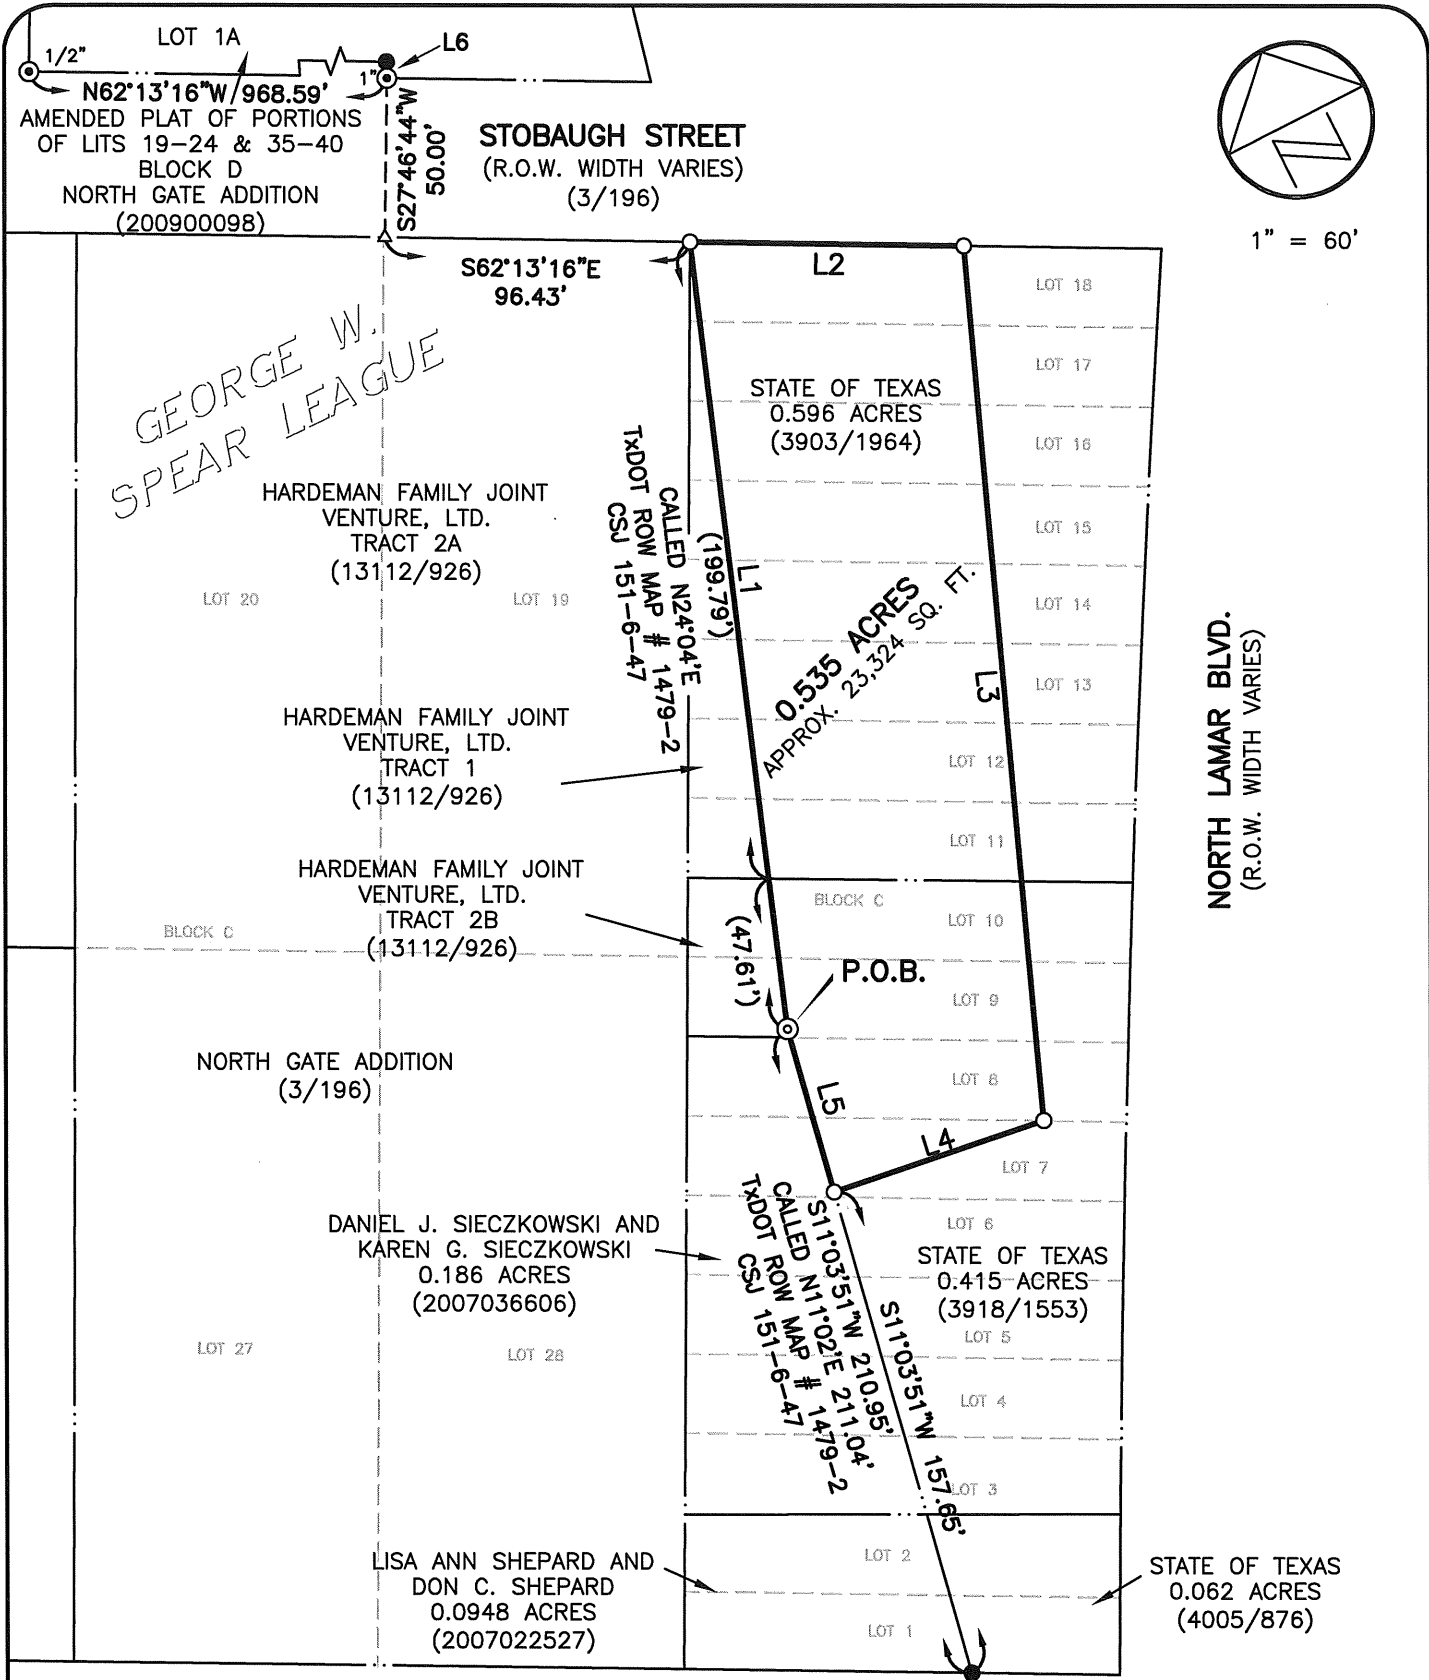 LOT 1A
L6
1/2"
1"
N62°13'16"W 968.59'
AMENDED PLAT OF PORTIONS
OF LITS 19-24 & 35-40
BLOCK D
NORTH GATE ADDITION
(200900098)
S27°46'44"W
50.00'
STOBAUGH STREET
(R.O.W. WIDTH VARIES)
(3/196)
N
1" = 60'
S62°13'16"E
96.43'
L2
LOT 18
LOT 17
LOT 16
LOT 15
LOT 14
LOT 13
LOT 12
LOT 11
GEORGE W.
SPEAR LEAGUE
STATE OF TEXAS
0.596 ACRES
(3903/1964)
HARDEMAN FAMILY JOINT
VENTURE, LTD.
TRACT 2A
(13112/926)
LOT 20
LOT 19
L1
(199.79')
CALLED N24°04'E
TxDOT ROW MAP # 1479-2
CSJ 151-6-47
0.535 ACRES
APPROX. 23,324 SQ. FT.
L3
NORTH LAMAR BLVD.
(R.O.W. WIDTH VARIES)
HARDEMAN FAMILY JOINT
VENTURE, LTD.
TRACT 1
(13112/926)
HARDEMAN FAMILY JOINT
VENTURE, LTD.
TRACT 2B
(13112/926)
BLOCK C
BLOCK C
LOT 10
(47.61')
P.O.B.
LOT 9
NORTH GATE ADDITION
(3/196)
LOT 8
L5
L4
LOT 7
LOT 6
DANIEL J. SIECZKOWSKI AND
KAREN G. SIECZKOWSKI
0.186 ACRES
(2007036606)
S11°03'51"W 210.95'
CALLED N11°02'E 211.04'
TxDOT ROW MAP # 1479-2
CSJ 151-6-47
STATE OF TEXAS
0.415 ACRES
(3918/1553)
S11°03'51"W 157.65'
LOT 27
LOT 28
LOT 5
LOT 4
LOT 3
LOT 2
LOT 1
LISA ANN SHEPARD AND
DON C. SHEPARD
0.0948 ACRES
(2007022527)
STATE OF TEXAS
0.062 ACRES
(4005/876)